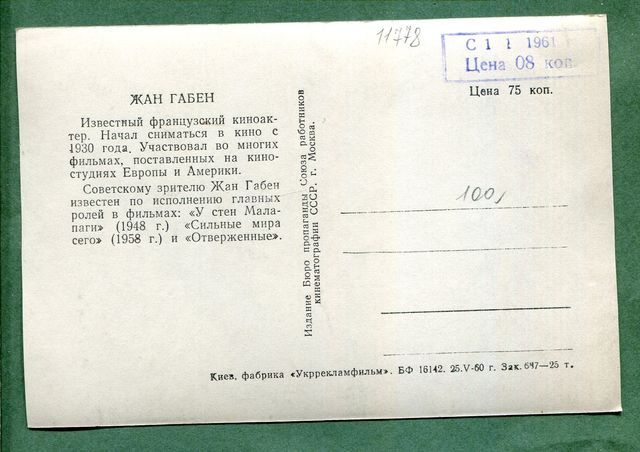 11778
С 1 1 1961
Цена 08 коп
Цена 75 коп.
ЖАН ГАБЕН
Известный французский киноак-
тер. Начал сниматься в кино с
1930 года. Участвовал во многих
фильмах, поставленных на кино-
студиях Европы и Америки.
Советскому зрителю Жан Габен
известен по исполнению главных
ролей в фильмах: «У стен Мала-
паги» (1948 г.) «Сильные мира
сего» (1958 г.) и «Отверженные».
Издание Бюро пропаганды Союза работников
кинематографии СССР, г. Москва.
100,
Киев, фабрика «Укррекламфильм». БФ 16142. 25.V-60 г. Зак. 647—25 т.